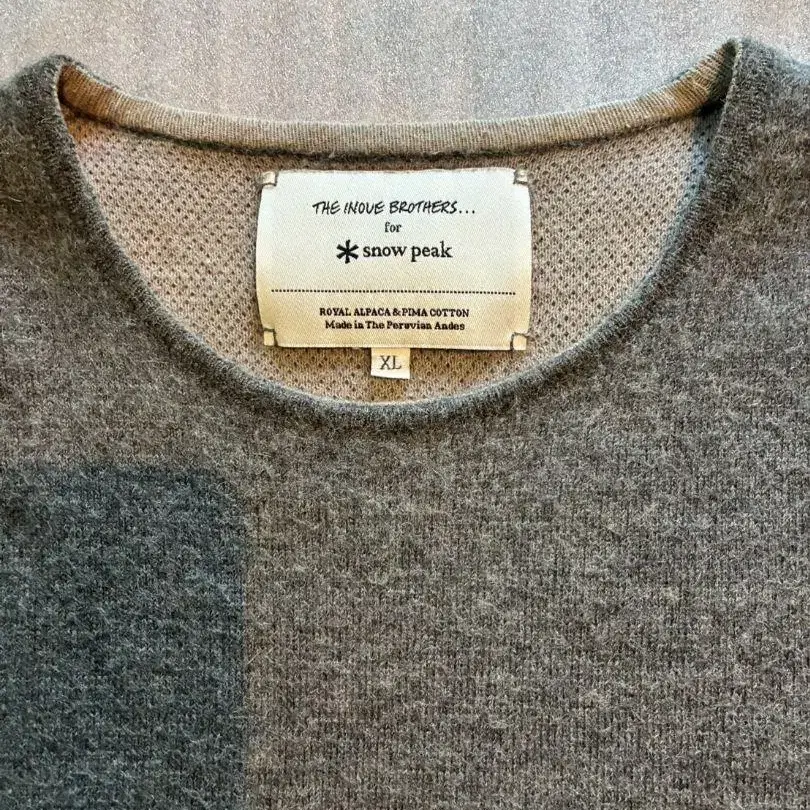 THE INOUE BROTHERS...
for
snow peak
ROYAL ALPACA & PIMA COTTON
Made in The Peruvian Andes
XL